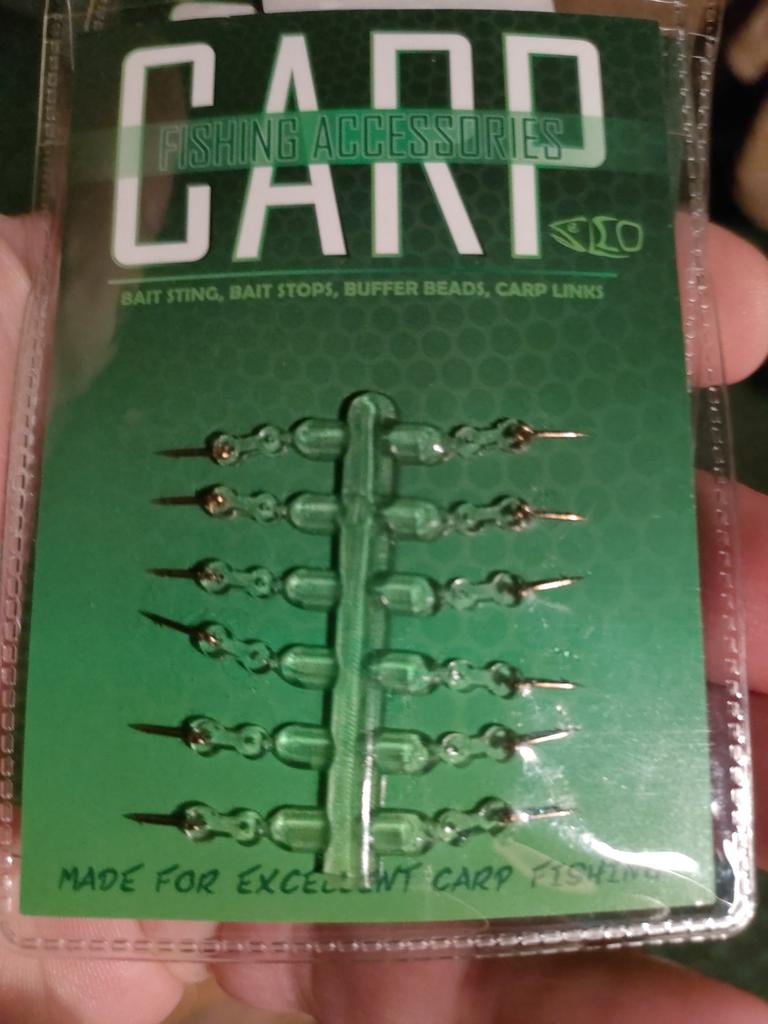 CARP
FISHING ACCESSORIES
BAIT STING, BAIT STOPS, BUFFER BEADS, CARP LINKS
MADE FOR EXCELLENT CARP FISHING